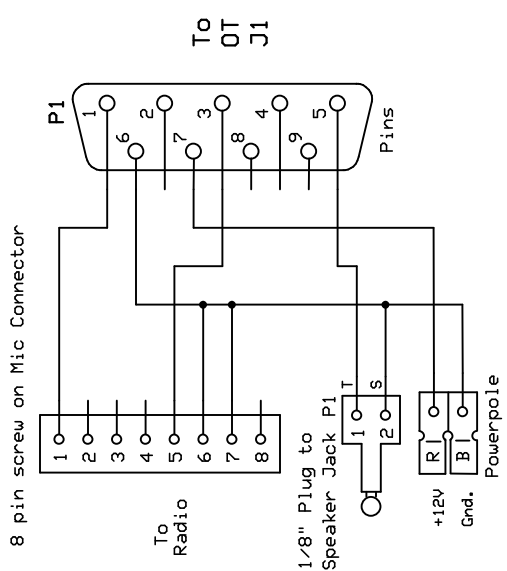 To
OT
J1
P1
1
2
3
4
5
6
7
8
9
Pins
8 pin screw on Mic Connector
1
2
3
4
5
6
7
8
To
Radio
1/8" Plug to
Speaker Jack P1
T
S
1
2
R
B
+12V
Gnd.
Powerpole